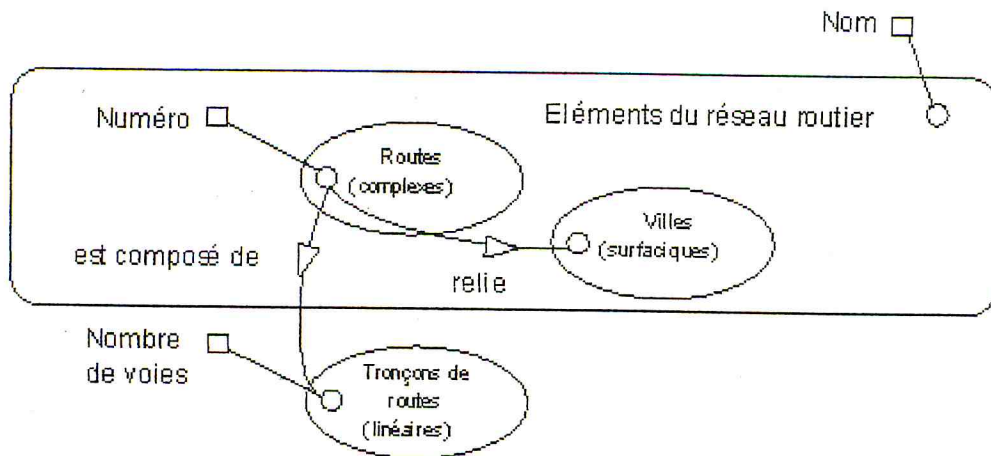 Nom
Eléments du réseau routier
Numéro
Routes
(complexes)
Villes
(surfaciques)
est composé de
relie
Nombre
de voies
Tronçons de
routes
(linéaires)